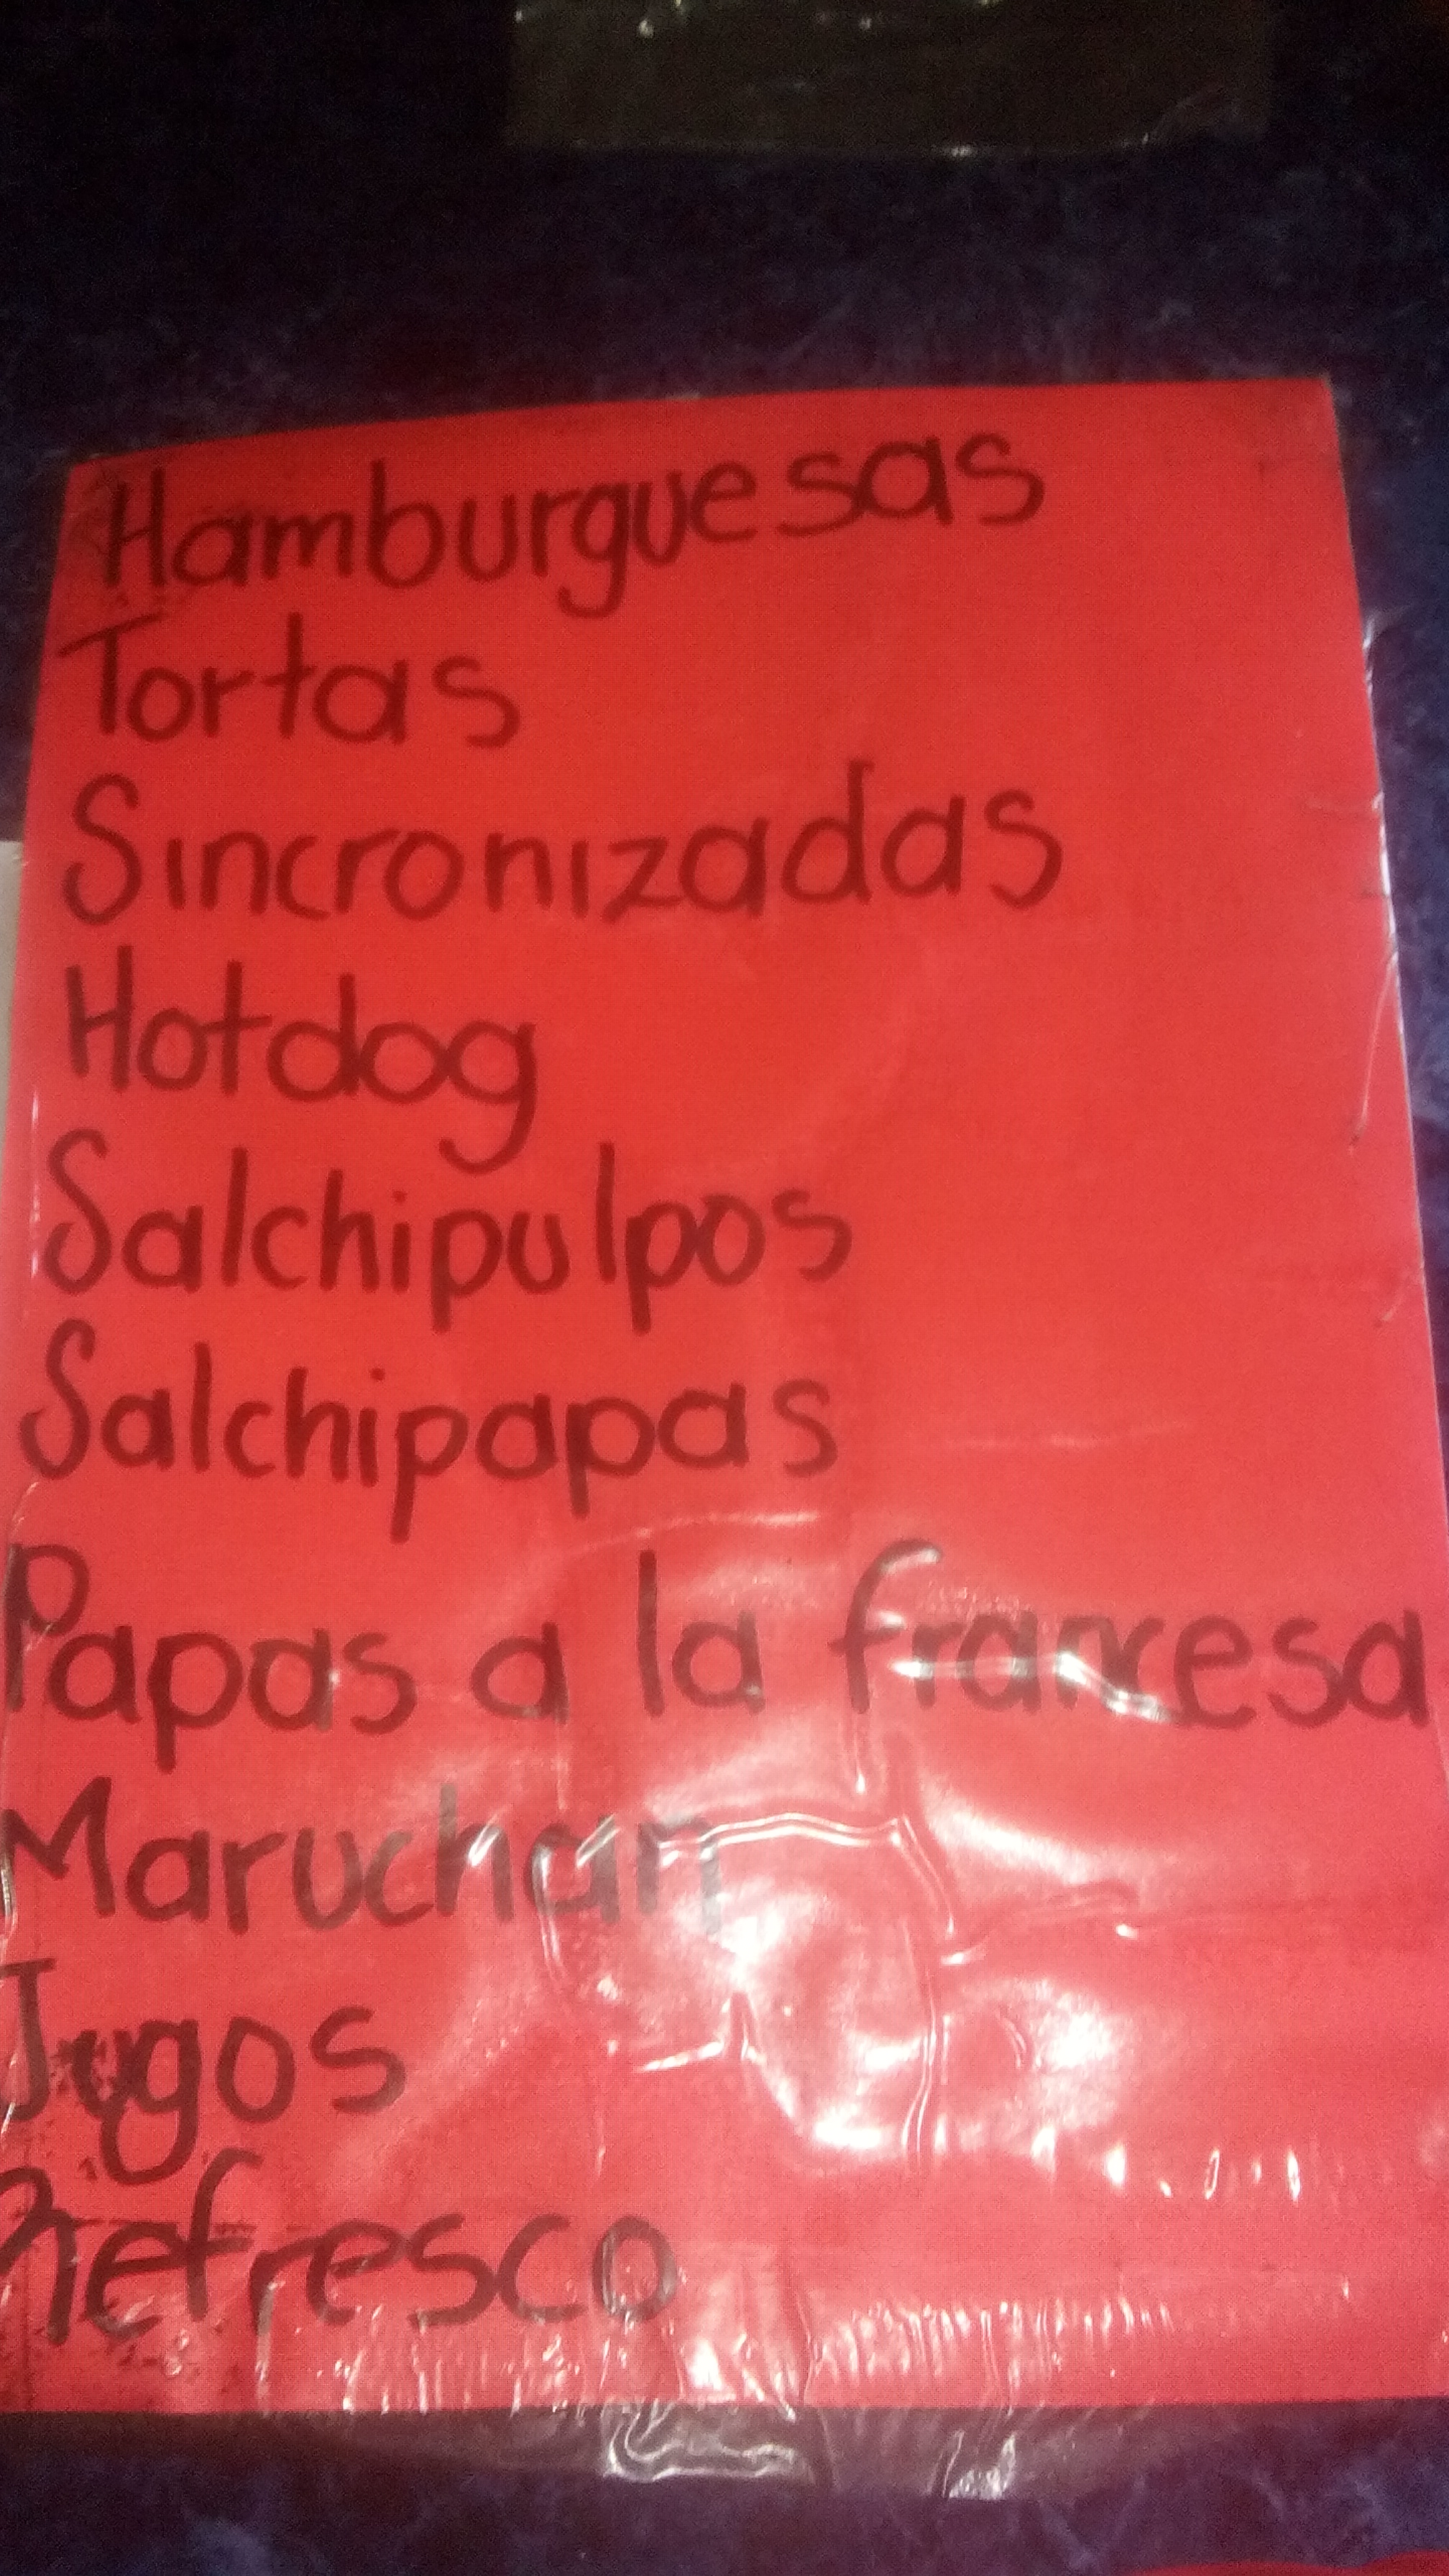 Hamburguesas
Tortas
Sincronizadas
Hotdog
Salchipulpos
Salchipapas
Papas a la francesa
Maruchan
Jugos
Refresco